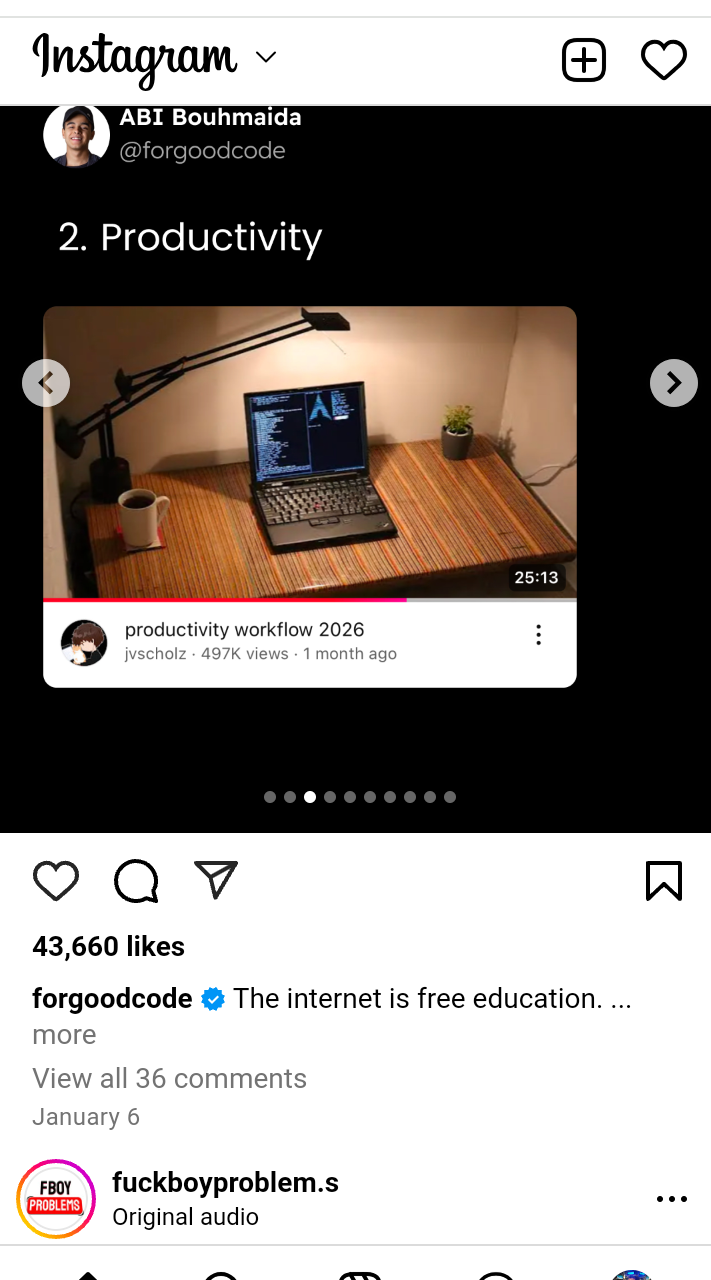 Instagram
ABI Bouhmaida
@forgoodcode
2. Productivity
25:13
productivity workflow 2026
jvscholz · 497K views · 1 month ago
43,660 likes
forgoodcode The internet is free education. ...
more
View all 36 comments
January 6
FBOY
PROBLEMS
fuckboyproblem.s
Original audio